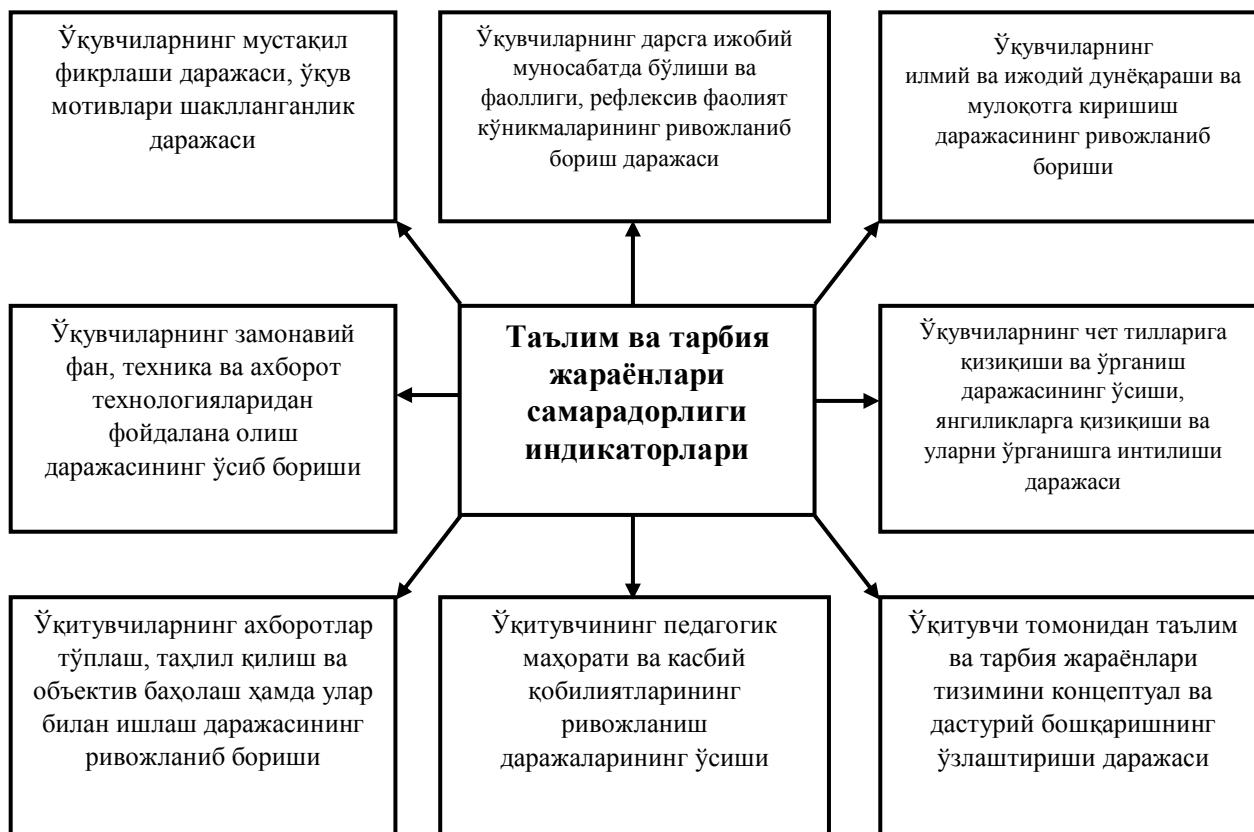 Ўқувчиларнинг мустақил
фикрлаши даражаси, ўқув
мотивлари шаклланганлик
даражаси
Ўқувчиларнинг дарсга ижобий
муносабатда бўлиши ва
фаоллиги, рефлексив фаолият
кўникмаларининг ривожланиб
бориш даражаси
Ўқувчиларнинг
илмий ва ижодий дунёқараши ва
мулоқотга киришиш
даражасининг ривожланиб
бориши
Ўқувчиларнинг замонавий
фан, техника ва ахборот
технологияларидан
фойдалана олиш
даражасининг ўсиб бориши
Таълим ва тарбия
жараёнлари
самарадорлиги
индикаторлари
Ўқувчиларнинг чет тилларига
қизиқиши ва ўрганиш
даражасининг ўсиши,
янгиликларга қизиқиши ва
уларни ўрганишга интилиши
даражаси
Ўқитувчиларнинг ахборотлар
тўплаш, таҳлил қилиш ва
объектив баҳолаш ҳамда улар
билан ишлаш даражасининг
ривожланиб бориши
Ўқитувчининг педагогик
маҳорати ва касбий
қобилиятларининг
ривожланиш
даражаларининг ўсиши
Ўқитувчи томонидан таълим
ва тарбия жараёнлари
тизимини концептуал ва
дастурий бошқаришнинг
ўзлаштириши даражаси